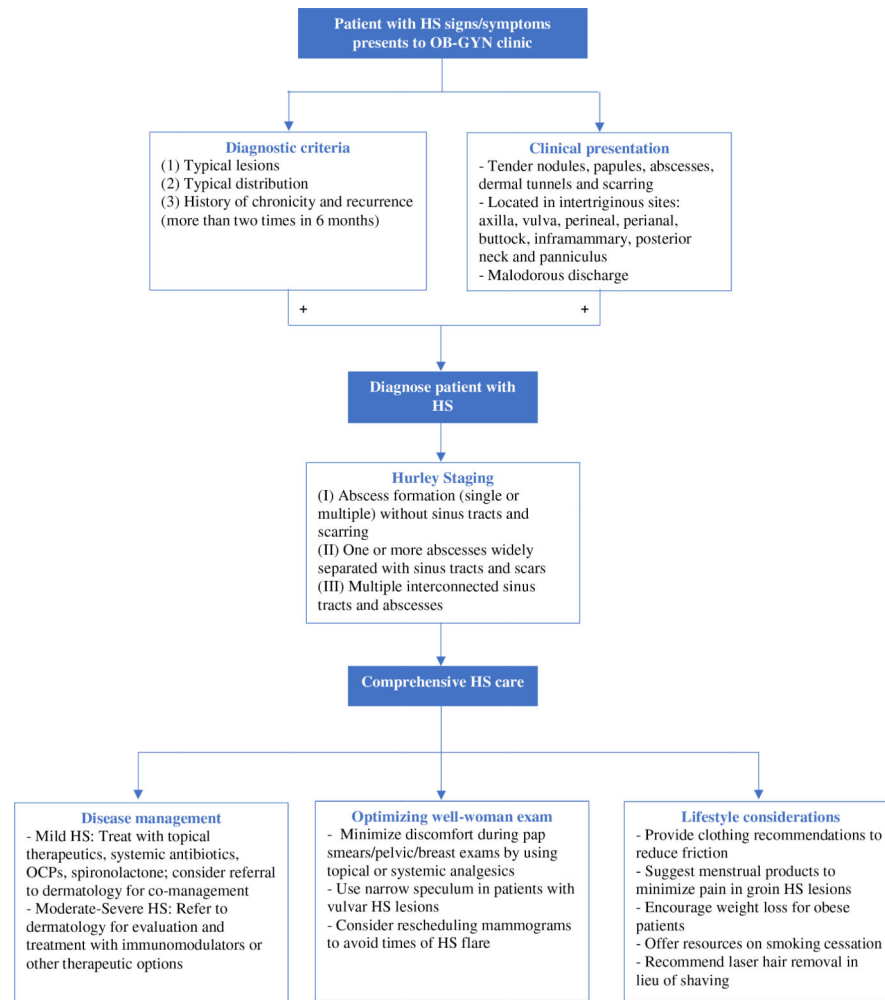 Patient with HS signs/symptoms
presents to OB-GYN clinic
Diagnostic criteria
(1) Typical lesions
(2) Typical distribution
(3) History of chronicity and recurrence
(more than two times in 6 months)
Clinical presentation
- Tender nodules, papules, abscesses,
dermal tunnels and scarring
- Located in intertriginous sites:
axilla, vulva, perineal, perianal,
buttock, inframammary, posterior
neck and panniculus
- Malodorous discharge
+
+
Diagnose patient with
HS
Hurley Staging
(I) Abscess formation (single or
multiple) without sinus tracts and
scarring
(II) One or more abscesses widely
separated with sinus tracts and scars
(III) Multiple interconnected sinus
tracts and abscesses
Comprehensive HS care
Disease management
- Mild HS: Treat with topical
therapeutics, systemic antibiotics,
OCPs, spironolactone; consider referral
to dermatology for co-management
- Moderate-Severe HS: Refer to
dermatology for evaluation and
treatment with immunomodulators or
other therapeutic options
Optimizing well-woman exam
- Minimize discomfort during pap
smears/pelvic/breast exams by using
topical or systemic analgesics
- Use narrow speculum in patients with
vulvar HS lesions
- Consider rescheduling mammograms
to avoid times of HS flare
Lifestyle considerations
- Provide clothing recommendations to
reduce friction
- Suggest menstrual products to
minimize pain in groin HS lesions
- Encourage weight loss for obese
patients
- Offer resources on smoking cessation
- Recommend laser hair removal in
lieu of shaving